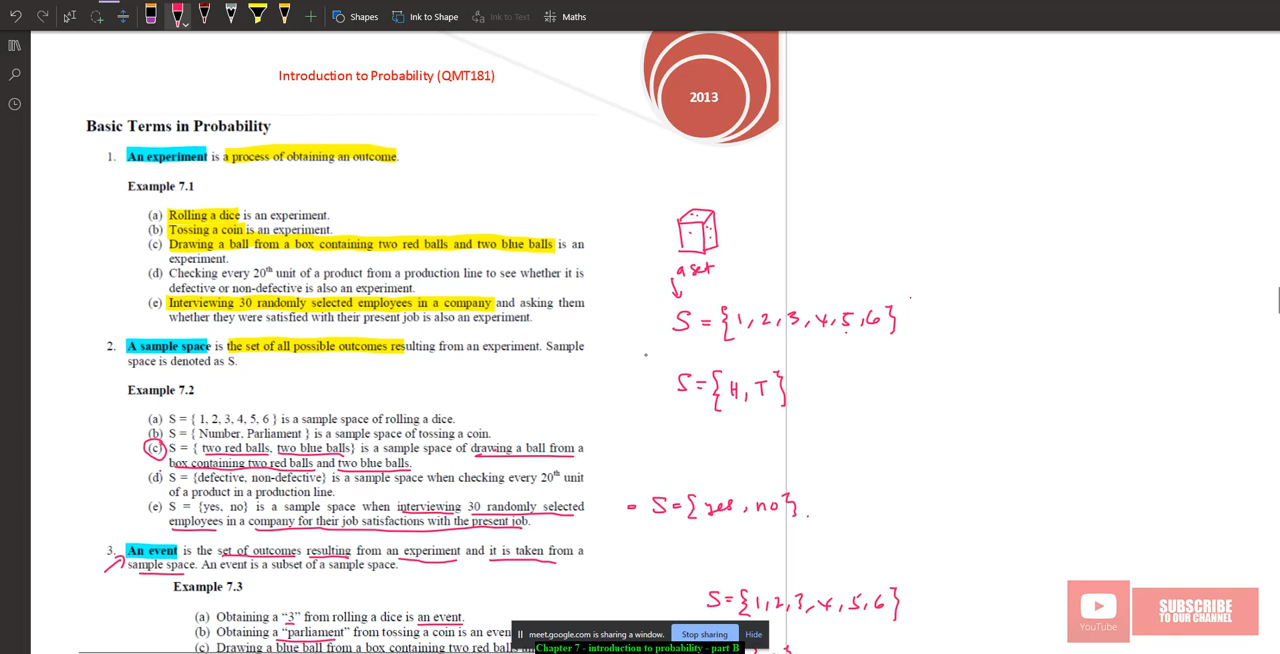 Shapes
Ink to Shape
Ink to Text
Maths
Introduction to Probability (QMT181)
2013
Basic Terms in Probability
1. An experiment is a process of obtaining an outcome.
Example 7.1
(a) Rolling a dice is an experiment.
(b) Tossing a coin is an experiment.
(c) Drawing a ball from a box containing two red balls and two blue balls is an
experiment.
(d) Checking every 20th unit of a product from a production line to see whether it is
defective or non-defective is also an experiment.
(e) Interviewing 30 randomly selected employees in a company and asking them
whether they were satisfied with their present job is also an experiment.
a set
S = {1, 2, 3, 4, 5, 6}
2. A sample space is the set of all possible outcomes resulting from an experiment. Sample
space is denoted as S.
S = {H, T}
Example 7.2
(a) S = { 1, 2, 3, 4, 5, 6 } is a sample space of rolling a dice.
(b) S = { Number, Parliament } is a sample space of tossing a coin.
(c) S = { two red balls, two blue balls} is a sample space of drawing a ball from a
box containing two red balls and two blue balls.
(d) S = {defective, non-defective} is a sample space when checking every 20th unit
of a product in a production line.
(e) S = {yes, no} is a sample space when interviewing 30 randomly selected
employees in a company for their job satisfactions with the present job.
- S = {yes, no}.
3. An event is the set of outcomes resulting from an experiment and it is taken from a
sample space. An event is a subset of a sample space.
Example 7.3
S = {1, 2, 3, 4, 5, 6}
(a) Obtaining a “3” from rolling a dice is an event.
(b) Obtaining a “parliament” from tossing a coin is an
(c) Drawing a blue ball from a box containing two red balls
meet.google.com is sharing a window.
Stop sharing
Hide
Chapter 7 - introduction to probability - part B
YouTube
SUBSCRIBE
TO OUR CHANNEL